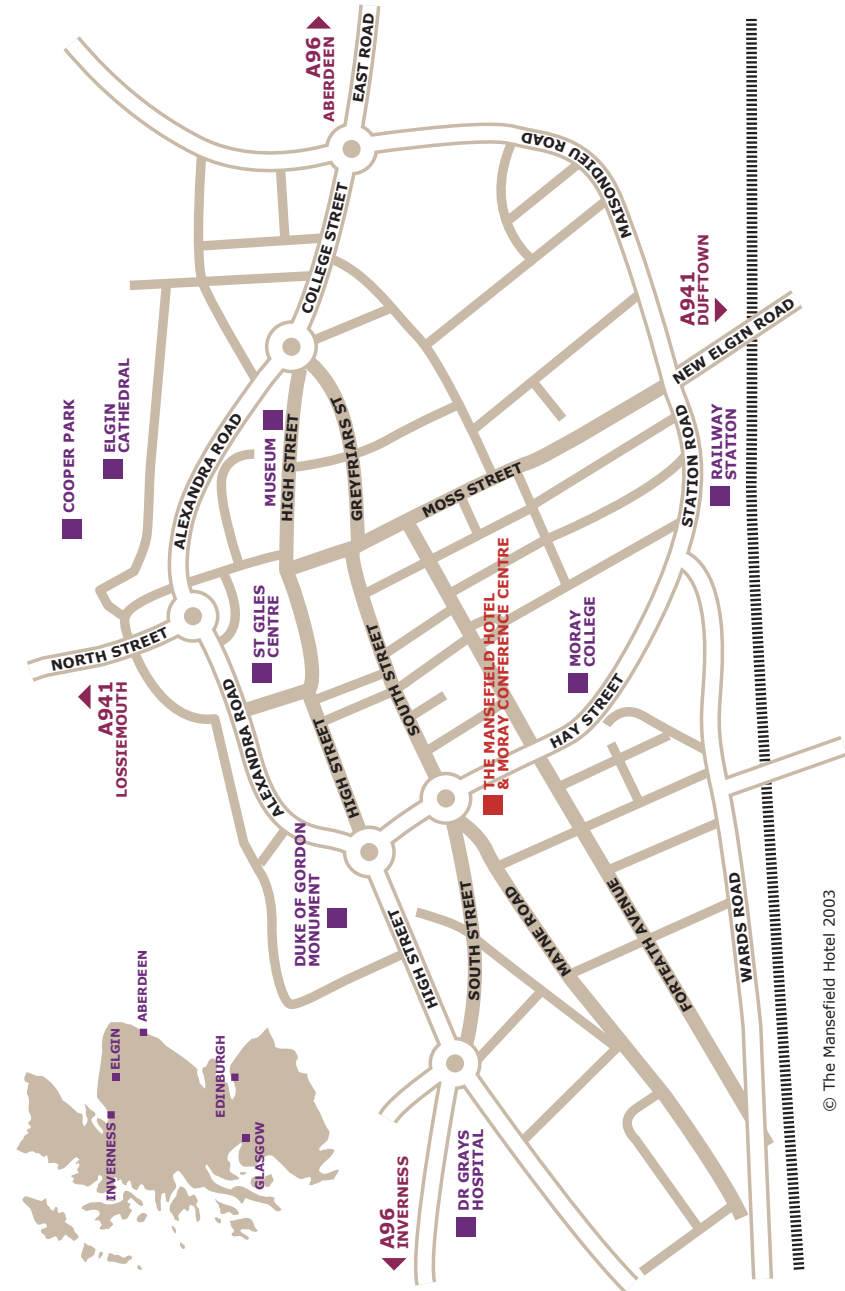 A96
ABERDEEN
EAST ROAD
MAISONDIEU ROAD
COLLEGE STREET
A941
DUFFTOWN
NEW ELGIN ROAD
COOPER PARK
ELGIN
CATHEDRAL
ALEXANDRA ROAD
MUSEUM
HIGH STREET
GREYFRIARS ST
MOSS STREET
STATION ROAD
RAILWAY
STATION
NORTH STREET
A941
LOSSIEMOUTH
ST GILES
CENTRE
SOUTH STREET
THE MANSEFIELD HOTEL
& MORAY CONFERENCE CENTRE
MORAY
COLLEGE
HAY STREET
ALEXANDRA ROAD
HIGH STREET
DUKE OF GORDON
MONUMENT
HIGH STREET
SOUTH STREET
MAYNE ROAD
FORTEATH AVENUE
WARDS ROAD
A96
INVERNESS
DR GRAYS
HOSPITAL
INVERNESS
ELGIN
ABERDEEN
EDINBURGH
GLASGOW
© The Mansefield Hotel 2003